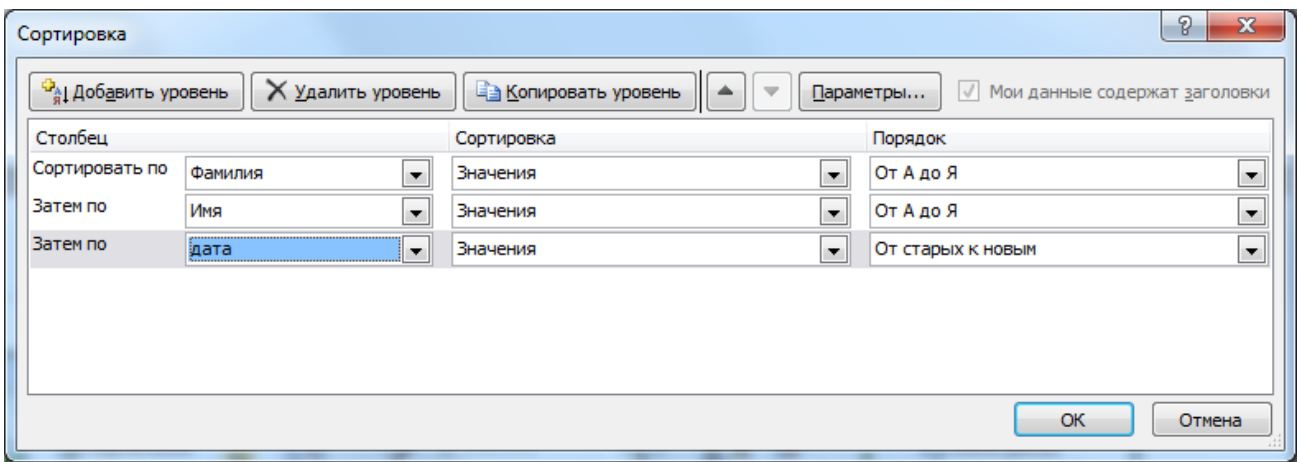 Сортировка
Добавить уровень Удалить уровень Копировать уровень Параметры... Мои данные содержат заголовки
Столбец Сортировка Порядок
Сортировать по Фамилия Значения От А до Я
Затем по Имя Значения От А до Я
Затем по дата Значения От старых к новым
ОК Отмена